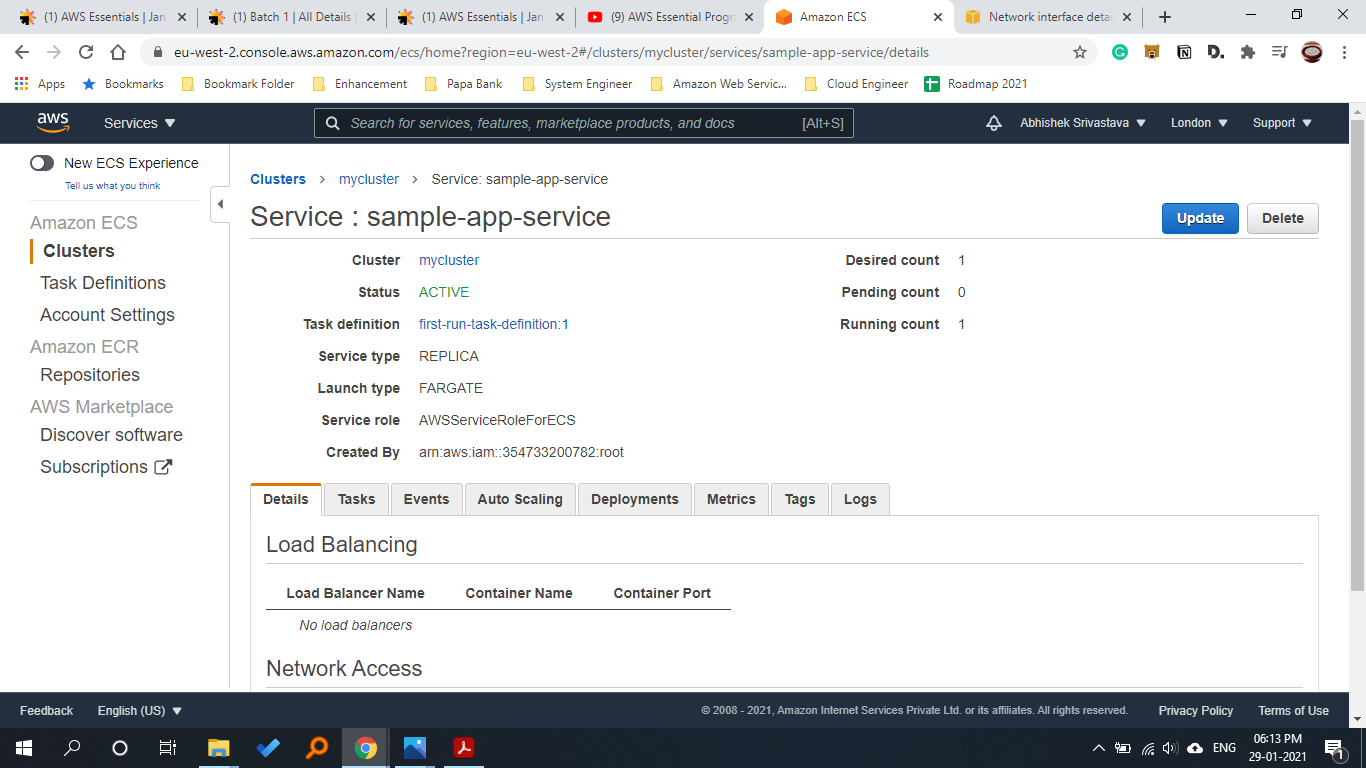 (1) AWS Essentials | Jan
(1) Batch 1 | All Details |
(1) AWS Essentials | Jan
(9) AWS Essential Progr
Amazon ECS
Network interface detai
eu-west-2.console.aws.amazon.com/ecs/home?region=eu-west-2#/clusters/mycluster/services/sample-app-service/details
Apps
Bookmarks
Bookmark Folder
Enhancement
Papa Bank
System Engineer
Amazon Web Servic...
Cloud Engineer
Roadmap 2021
aws
Services
Search for services, features, marketplace products, and docs [Alt+S]
Abhishek Srivastava
London
Support
New ECS Experience
Tell us what you think
Amazon ECS
Clusters
Task Definitions
Account Settings
Amazon ECR
Repositories
AWS Marketplace
Discover software
Subscriptions
Clusters > mycluster > Service: sample-app-service
Service : sample-app-service
Update
Delete
Cluster mycluster
Status ACTIVE
Task definition first-run-task-definition:1
Service type REPLICA
Launch type FARGATE
Service role AWSServiceRoleForECS
Created By arn:aws:iam::354733200782:root
Desired count 1
Pending count 0
Running count 1
Details
Tasks
Events
Auto Scaling
Deployments
Metrics
Tags
Logs
Load Balancing
Load Balancer Name Container Name Container Port
No load balancers
Network Access
Feedback
English (US)
© 2008 - 2021, Amazon Internet Services Private Ltd. or its affiliates. All rights reserved.
Privacy Policy
Terms of Use
ENG
06:13 PM
29-01-2021
1